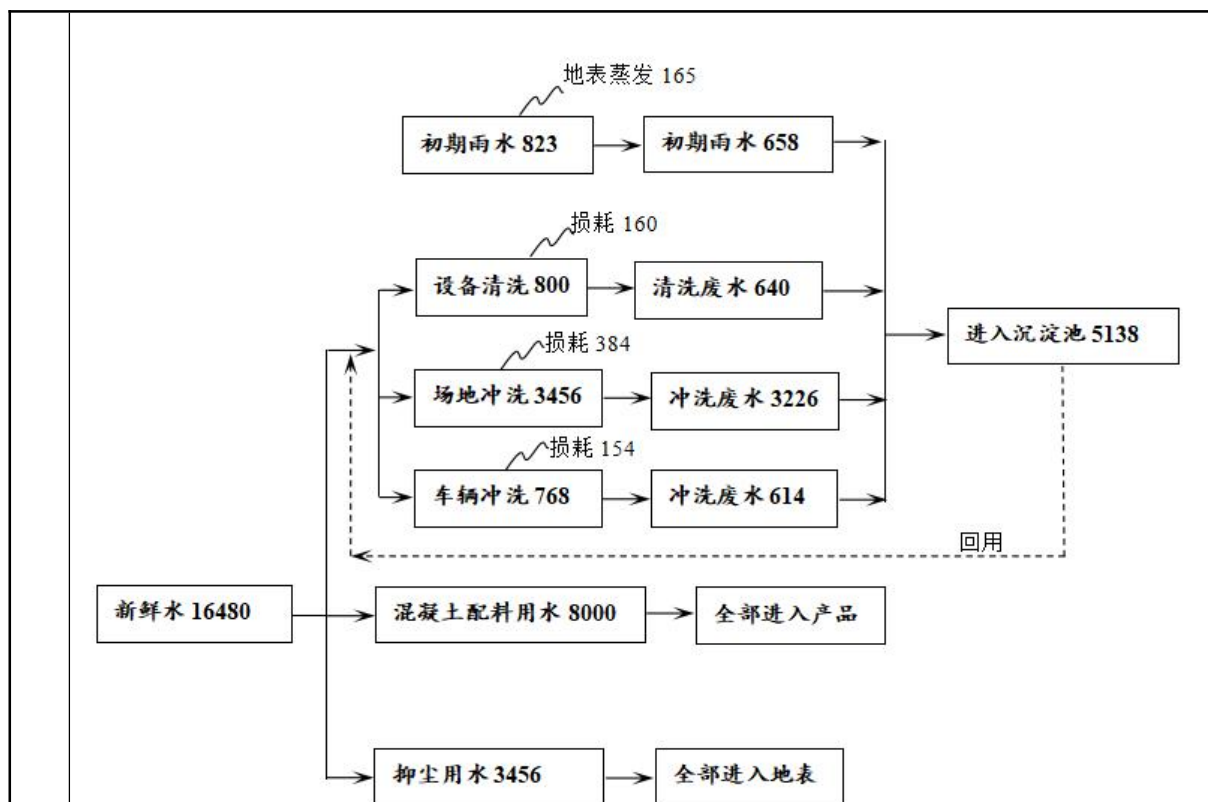 地表蒸发 165
初期雨水 823
初期雨水 658
损耗 160
设备清洗 800
清洗废水 640
进入沉淀池 5138
损耗 384
场地冲洗 3456
冲洗废水 3226
损耗 154
车辆冲洗 768
冲洗废水 614
回用
新鲜水 16480
混凝土配料用水 8000
全部进入产品
抑尘用水 3456
全部进入地表